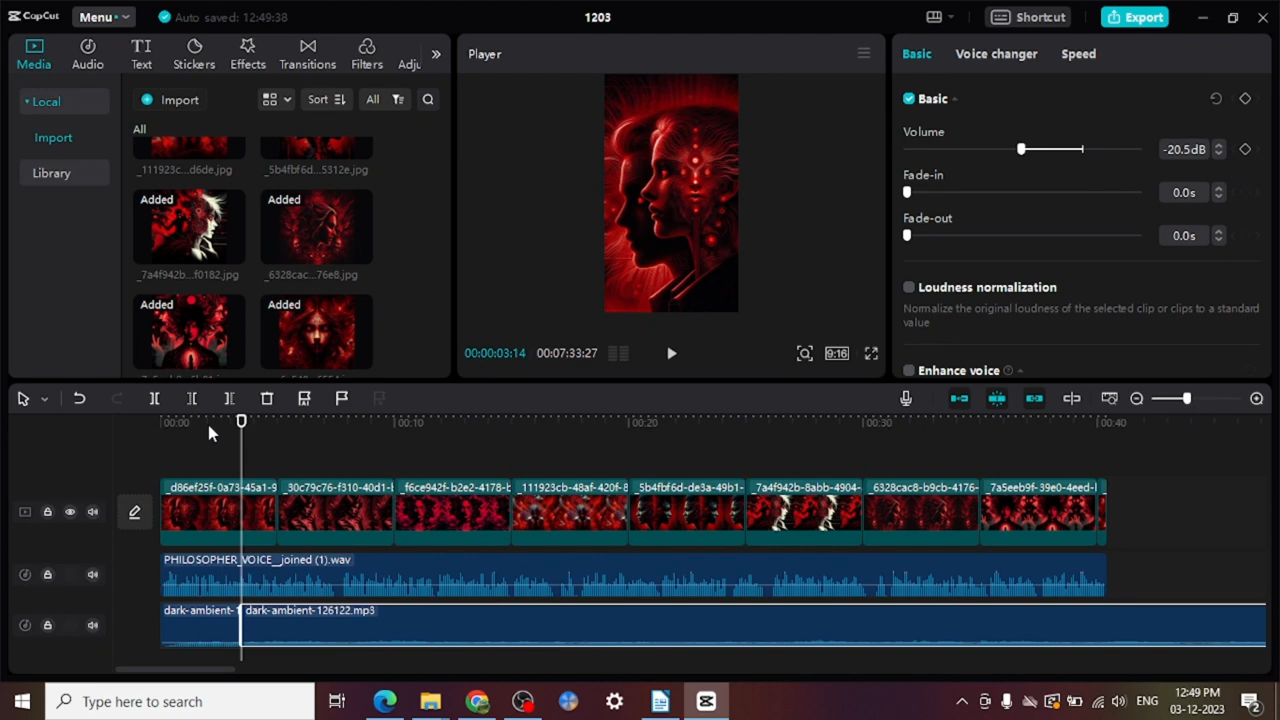 CapCut
Menu
Auto saved: 12:49:38
1203
Shortcut
Export
Media
Audio
Text
Stickers
Effects
Transitions
Filters
Adju
Player
Basic
Voice changer
Speed
Local
Import
Library
Import
Sort
All
All
_111923c...d6de.jpg
_5b4fbf6d...5312e.jpg
Added
Added
_7a4f942b...f0182.jpg
_6328cac...76e8.jpg
Added
Added
Basic
Volume
-20.5dB
Fade-in
0.0s
Fade-out
0.0s
Loudness normalization
Normalize the original loudness of the selected clip or clips to a standard
value
Enhance voice
00:00:03:14
00:07:33:27
9:16
00:00
00:10
00:20
00:30
00:40
_d86ef25f-0a73-45a1-9
_30c79c76-f310-40d1-
_f6ce942f-b2e2-4178-b
_111923cb-48af-420f-8
_5b4fbf6d-de3a-49b1-
_7a4f942b-8abb-4904-
_6328cac8-b9cb-4176-
_7a5eeb9f-39e0-4eed-
PHILOSOPHER_VOICE__joined (1).wav
dark-ambient-1
dark-ambient-126122.mp3
Type here to search
ENG
12:49 PM
03-12-2023
2